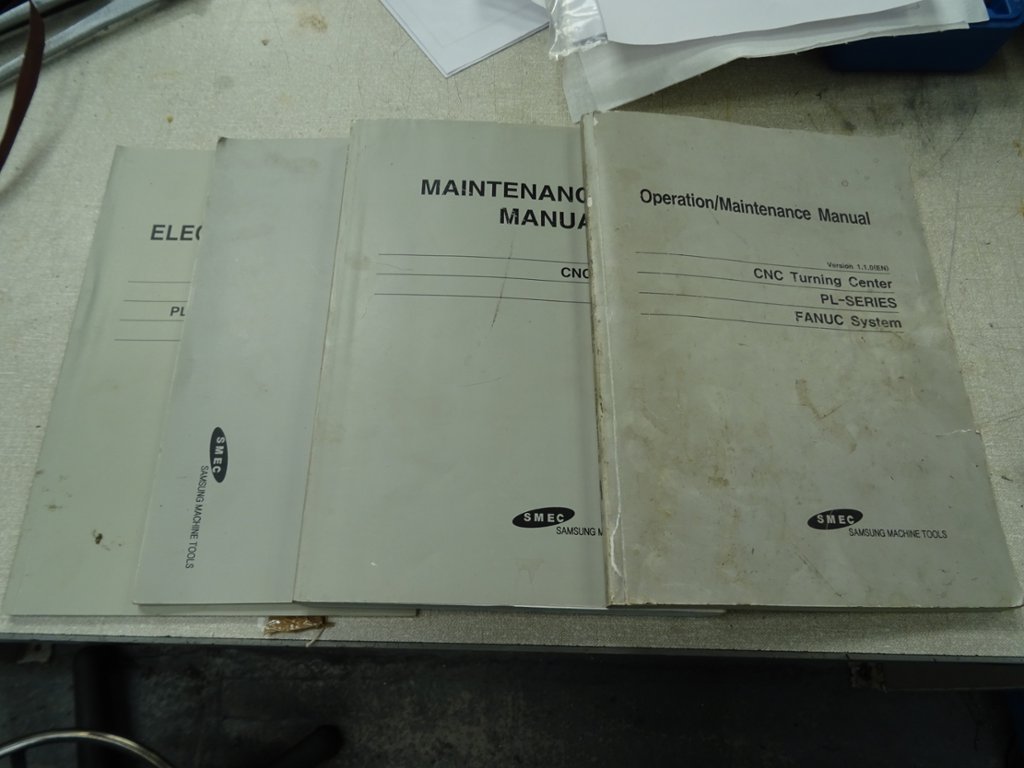 ELEC
PL
SMEC
SAMSUNG MACHINE TOOLS
MAINTENANC
MANUA
CNC
SMEC
SAMSUNG M
Operation/Maintenance Manual
Version 1.1.0(EN)
CNC Turning Center
PL-SERIES
FANUC System
SMEC
SAMSUNG MACHINE TOOLS